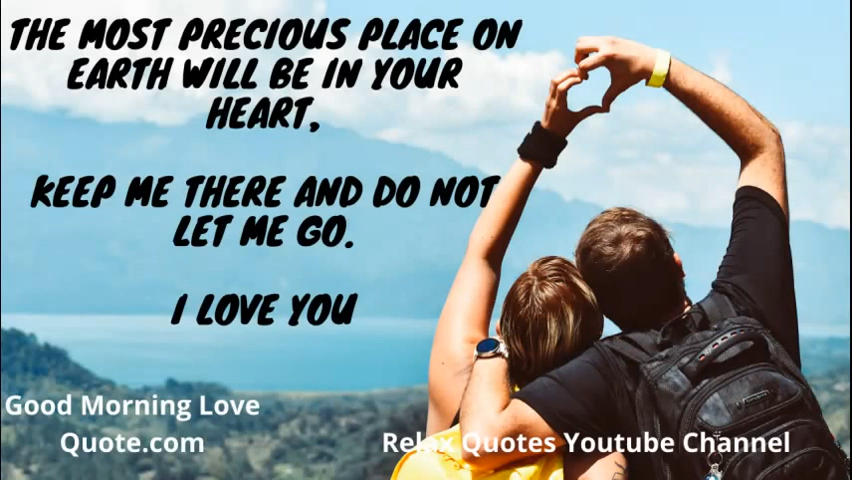 THE MOST PRECIOUS PLACE ON
EARTH WILL BE IN YOUR
HEART,
KEEP ME THERE AND DO NOT
LET ME GO.
I LOVE YOU
Good Morning Love
Quote.com
Relax Quotes Youtube Channel